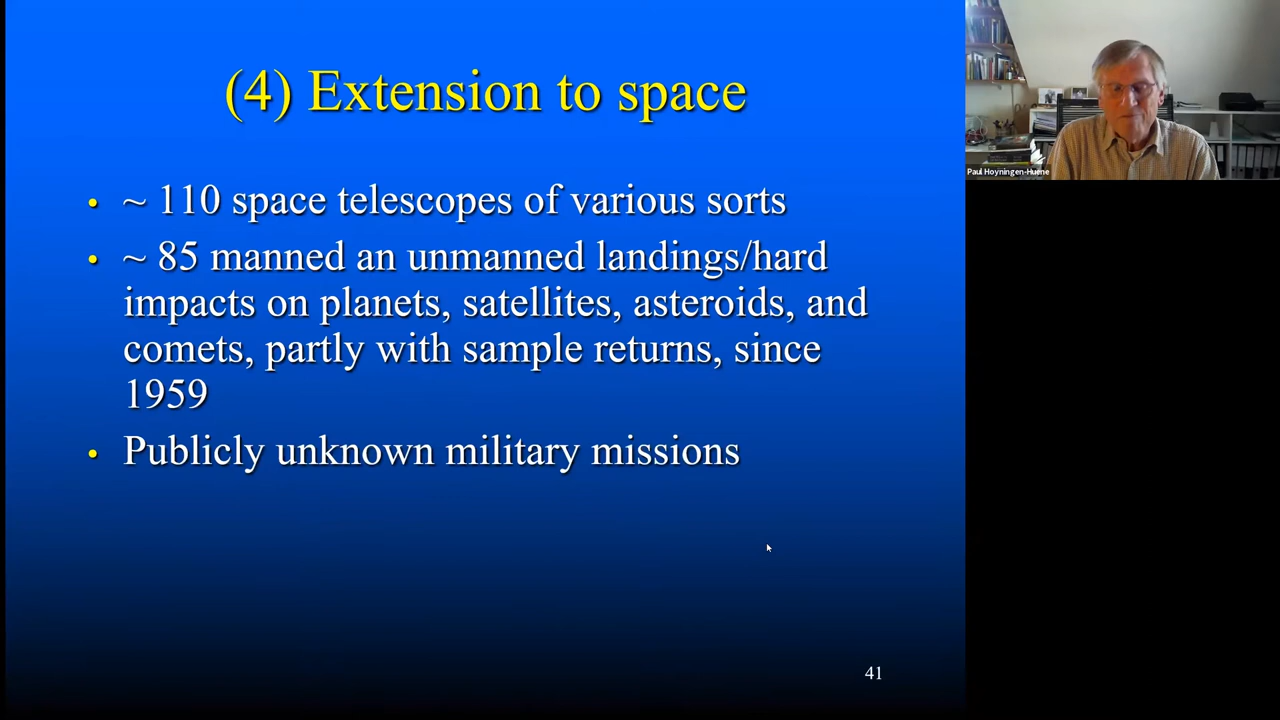 (4) Extension to space
• ~ 110 space telescopes of various sorts
• ~ 85 manned an unmanned landings/hard
impacts on planets, satellites, asteroids, and
comets, partly with sample returns, since
1959
• Publicly unknown military missions
41
Paul Hoyningen-Huene